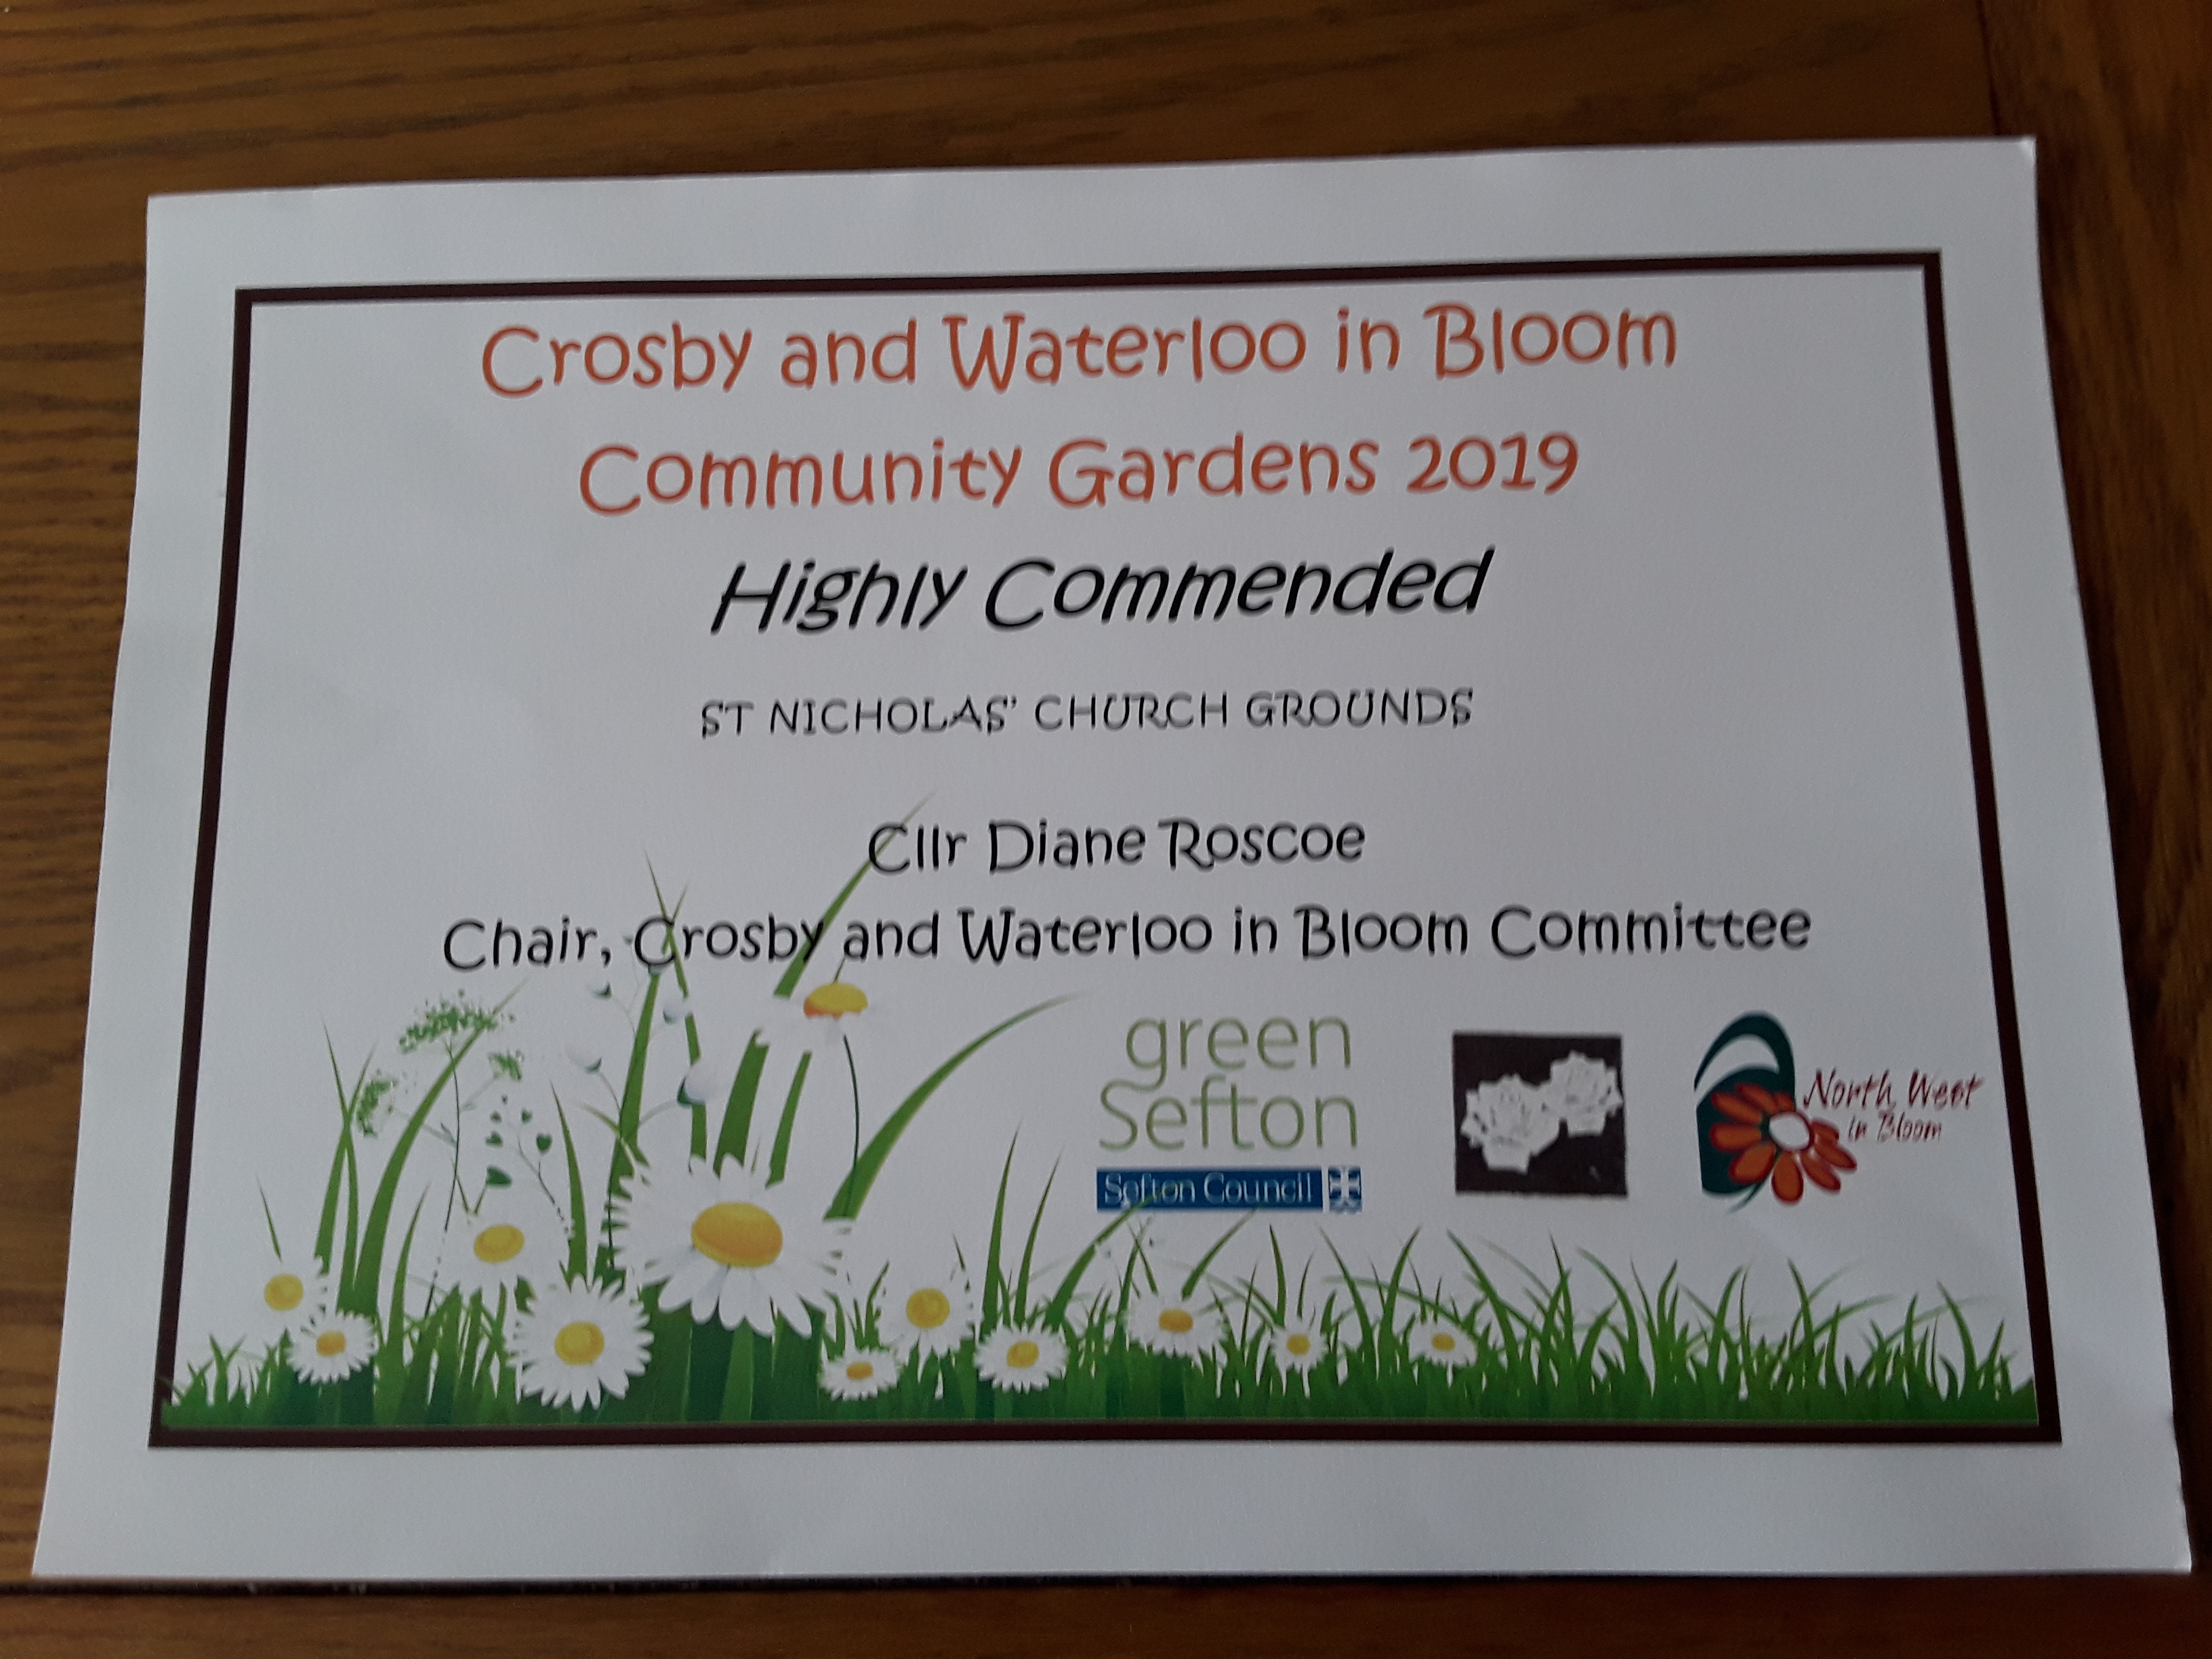 Crosby and Waterloo in Bloom
Community Gardens 2019
Highly Commended
ST NICHOLAS' CHURCH GROUNDS
Cllr Diane Roscoe
Chair, Crosby and Waterloo in Bloom Committee
green
Sefton
Sefton Council
North West
in Bloom